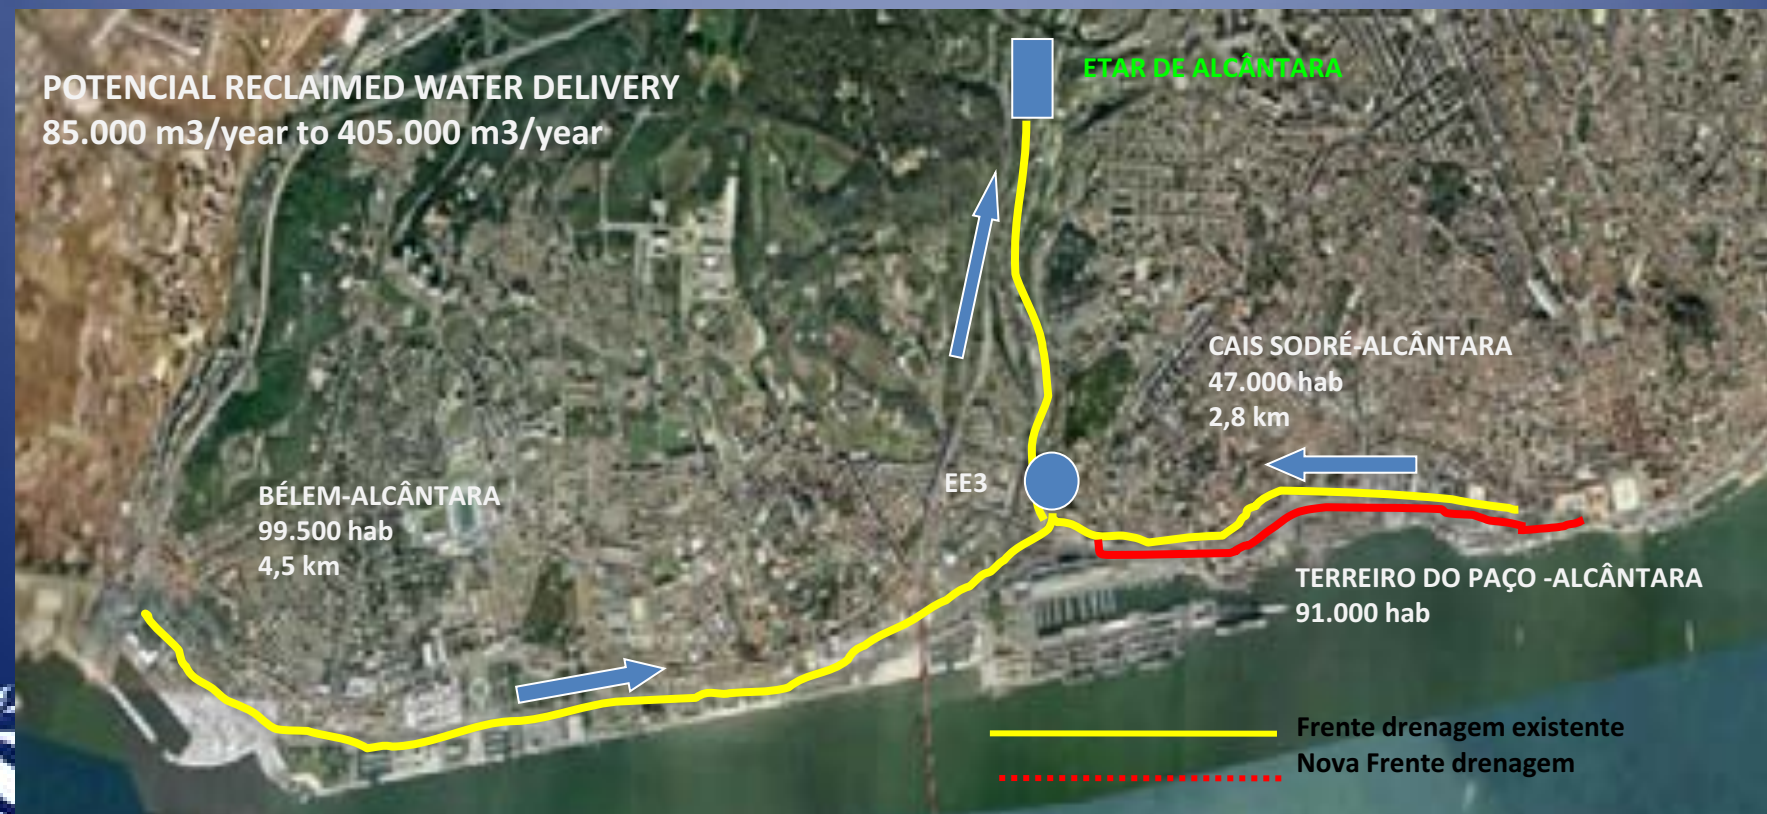 POTENCIAL RECLAIMED WATER DELIVERY
85.000 m3/year to 405.000 m3/year
ETAR DE ALCÂNTARA
CAIS SODRÉ-ALCÂNTARA
47.000 hab
2,8 km
EE3
BÉLEM-ALCÂNTARA
99.500 hab
4,5 km
TERREIRO DO PAÇO -ALCÂNTARA
91.000 hab
Frente drenagem existente
Nova Frente drenagem